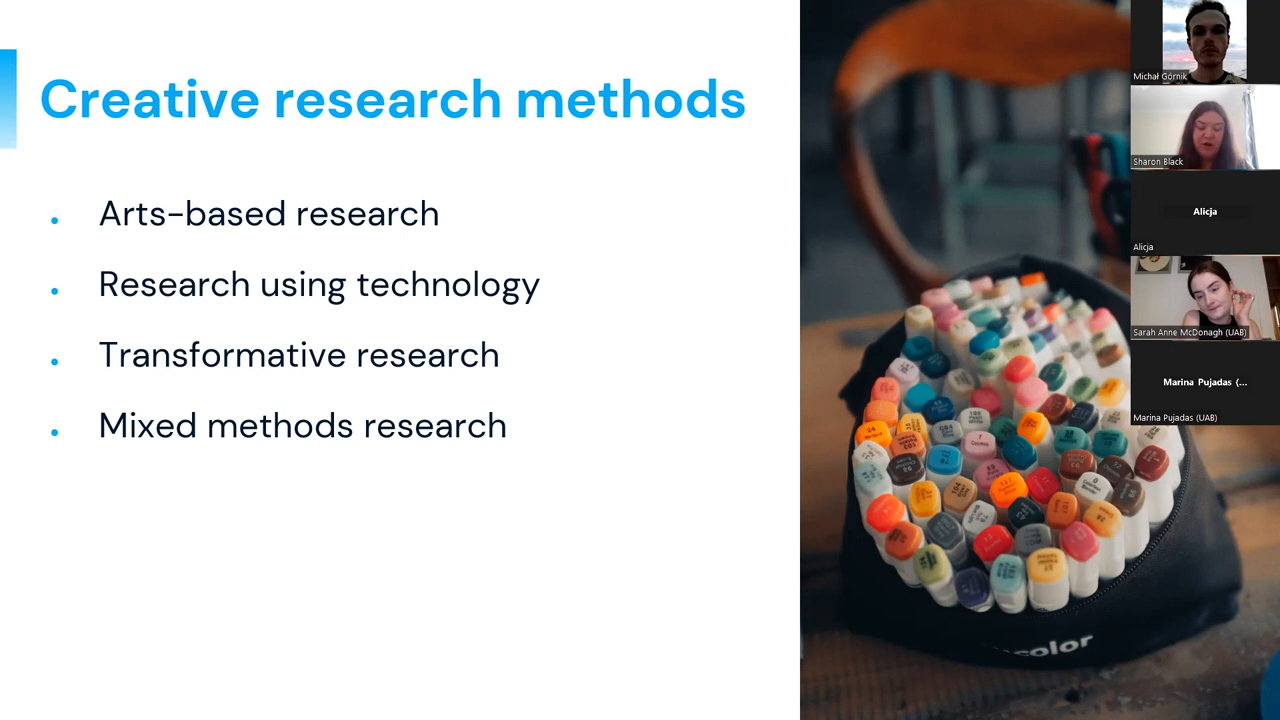 Creative research methods
Arts-based research
Research using technology
Transformative research
Mixed methods research
Michał Górnik
Sharon Black
Alicja
Alicja
Sarah Anne McDonagh (UAB)
Marina Pujadas (...
Marina Pujadas (UAB)
color